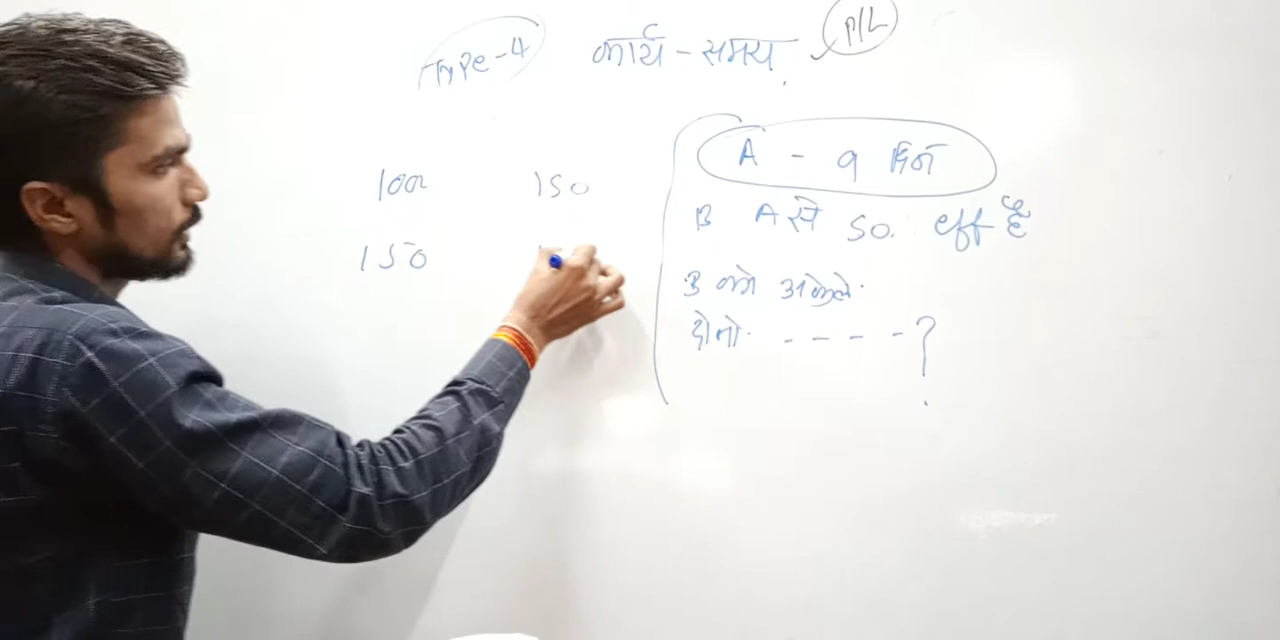 Type-4 कार्य - समय P/L
100 150
150
A - 9 दिन
B A से 50. eff है
B को अकेले.
दोनो. - - - - ?